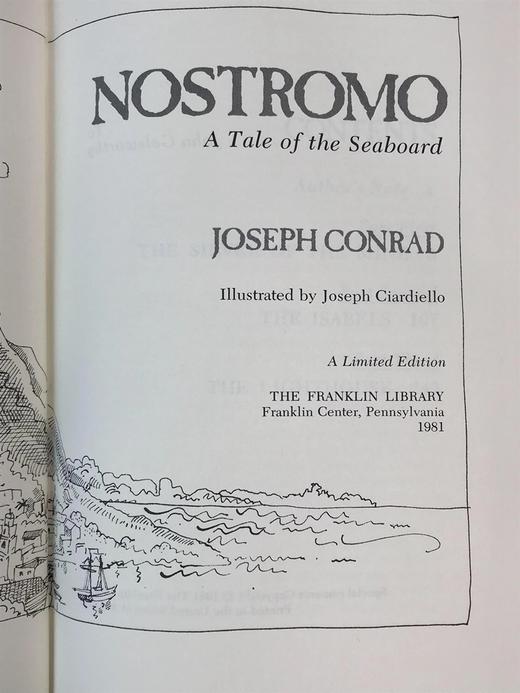 NOSTROMO
A Tale of the Seaboard
JOSEPH CONRAD
Illustrated by Joseph Ciardiello
A Limited Edition
THE FRANKLIN LIBRARY
Franklin Center, Pennsylvania
1981